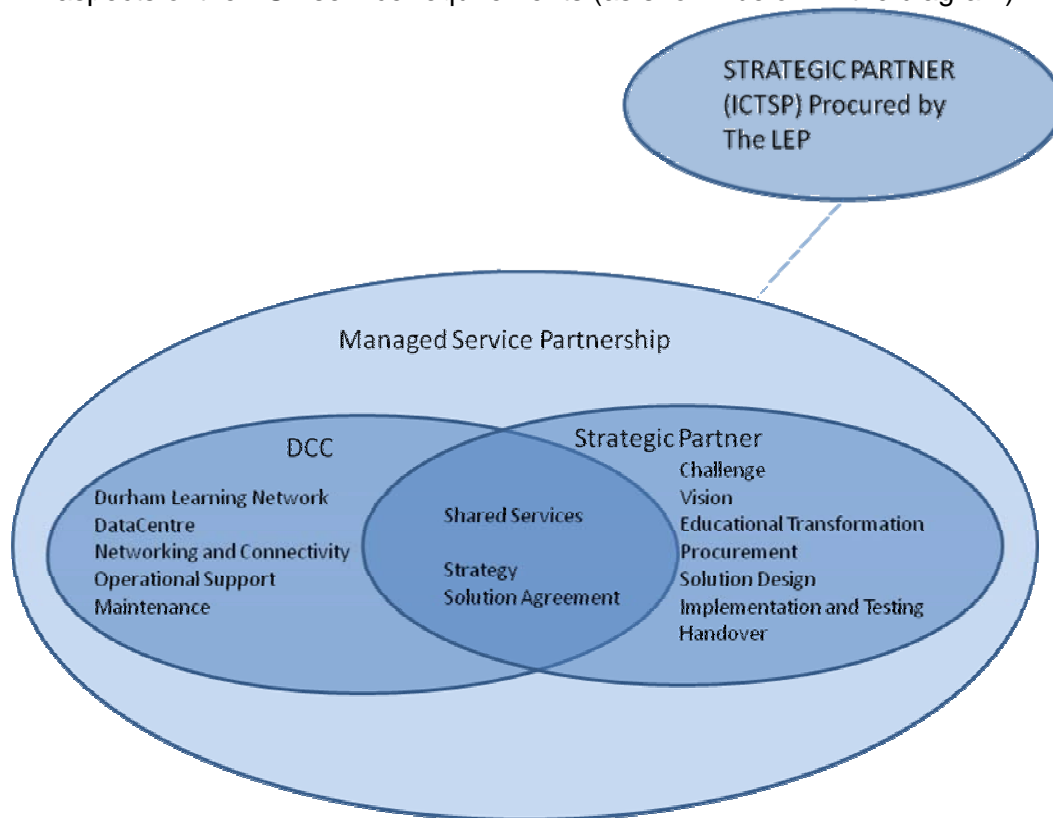 STRATEGIC PARTNER
(ICTSP) Procured by
The LEP
Managed Service Partnership
DCC
Durham Learning Network
DataCentre
Networking and Connectivity
Operational Support
Maintenance
Shared Services
Strategy
Solution Agreement
Strategic Partner
Challenge
Vision
Educational Transformation
Procurement
Solution Design
Implementation and Testing
Handover